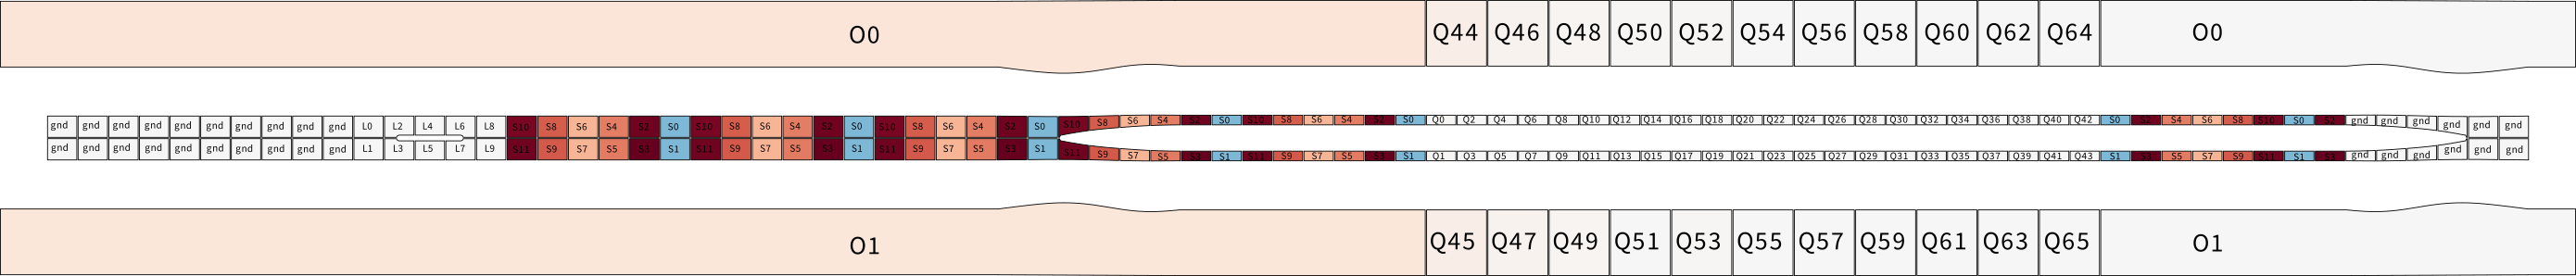 O0 Q44 Q46 Q48 Q50 Q52 Q54 Q56 Q58 Q60 Q62 Q64 O0
gnd gnd gnd gnd gnd gnd gnd gnd gnd gnd L0 L2 L4 L6 L8 S10 S8 S6 S4 S2 S0 S10 S8 S6 S4 S2 S0 S10 S8 S6 S4 S2 S0 S10 S8 S6 S4 S2 S0 S10 S8 S6 S4 S2 S0 Q0 Q2 Q4 Q6 Q8 Q10 Q12 Q14 Q16 Q18 Q20 Q22 Q24 Q26 Q28 Q30 Q32 Q34 Q36 Q38 Q40 Q42 S0 S2 S4 S6 S8 S10 S0 S2 gnd gnd gnd gnd gnd gnd
gnd gnd gnd gnd gnd gnd gnd gnd gnd gnd L1 L3 L5 L7 L9 S11 S9 S7 S5 S3 S1 S11 S9 S7 S5 S3 S1 S11 S9 S7 S5 S3 S1 S11 S9 S7 S5 S3 S1 S11 S9 S7 S5 S3 S1 Q1 Q3 Q5 Q7 Q9 Q11 Q13 Q15 Q17 Q19 Q21 Q23 Q25 Q27 Q29 Q31 Q33 Q35 Q37 Q39 Q41 Q43 S1 S3 S5 S7 S9 S11 S1 S3 gnd gnd gnd gnd gnd gnd
O1 Q45 Q47 Q49 Q51 Q53 Q55 Q57 Q59 Q61 Q63 Q65 O1